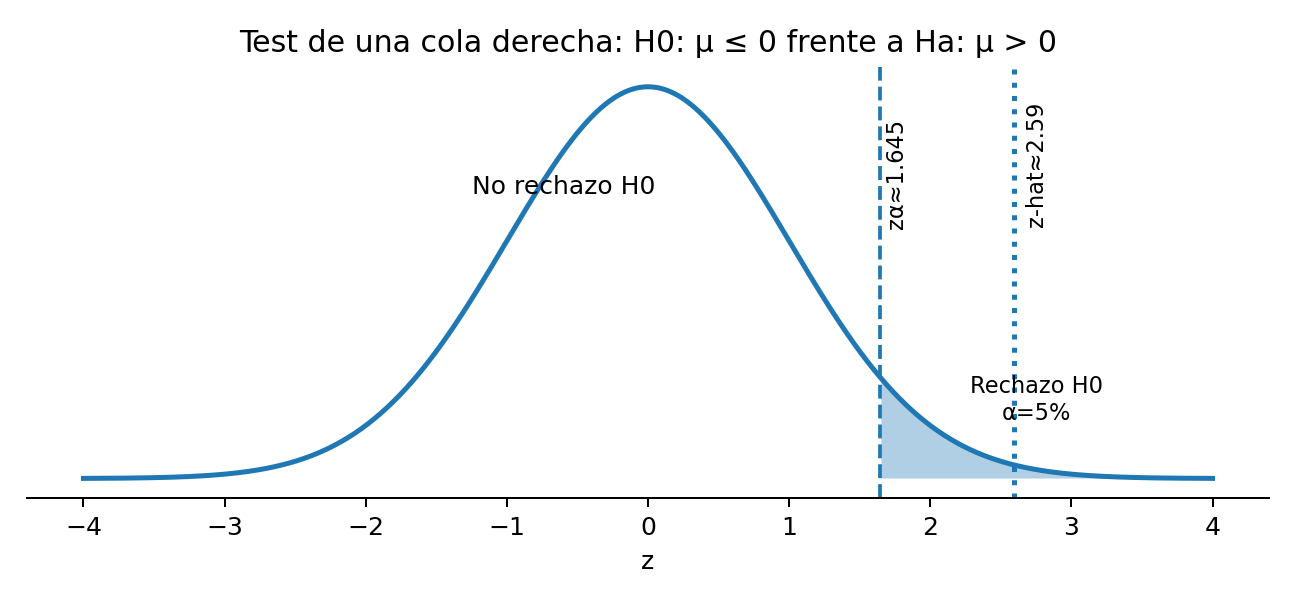 Test de una cola derecha: H0: μ ≤ 0 frente a Ha: μ > 0
No rechazo H0
zα≈1.645
z-hat≈2.59
Rechazo H0
α=5%
−4 −3 −2 −1 0 1 2 3 4
z